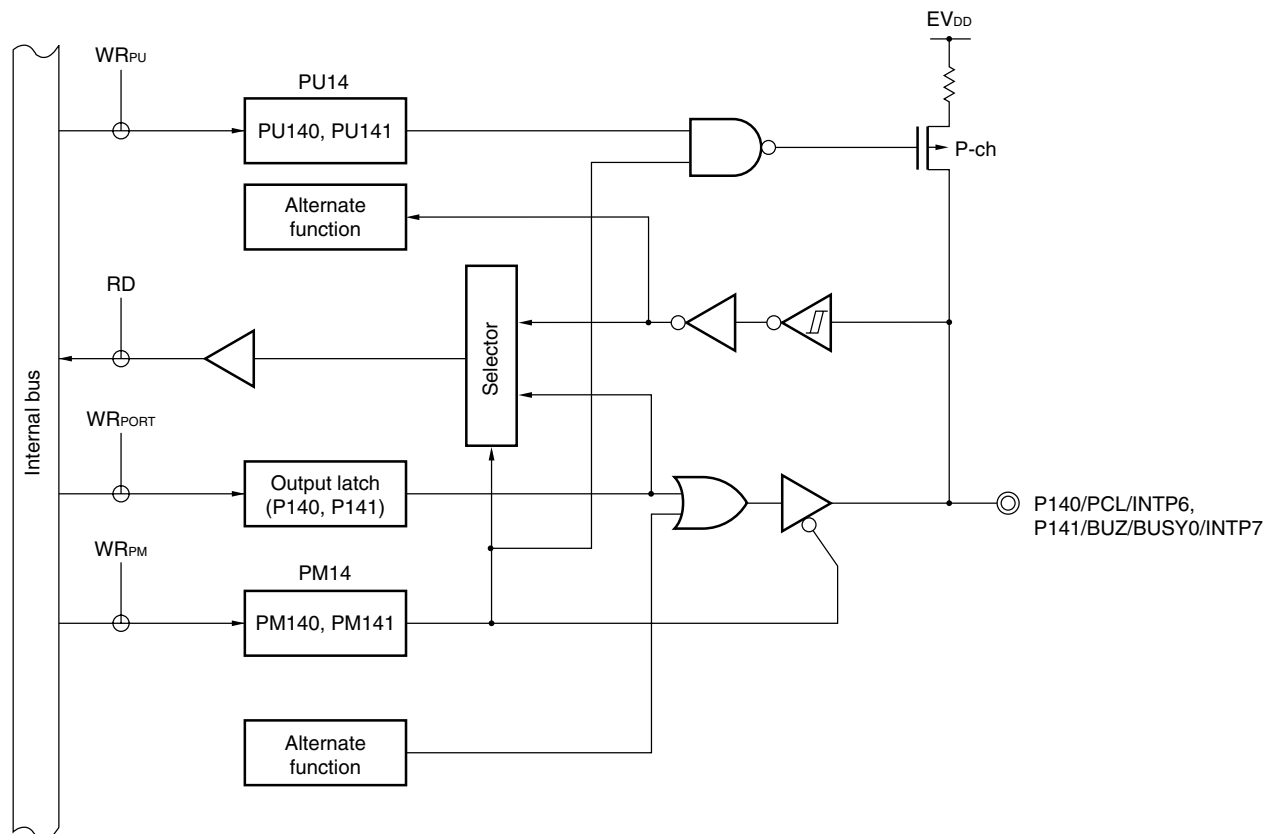 EVDD
WRPU
PU14
PU140, PU141
P-ch
Alternate
function
RD
Selector
Internal bus
WRPORT
Output latch
(P140, P141)
P140/PCL/INTP6,
P141/BUZ/BUSY0/INTP7
WRPM
PM14
PM140, PM141
Alternate
function